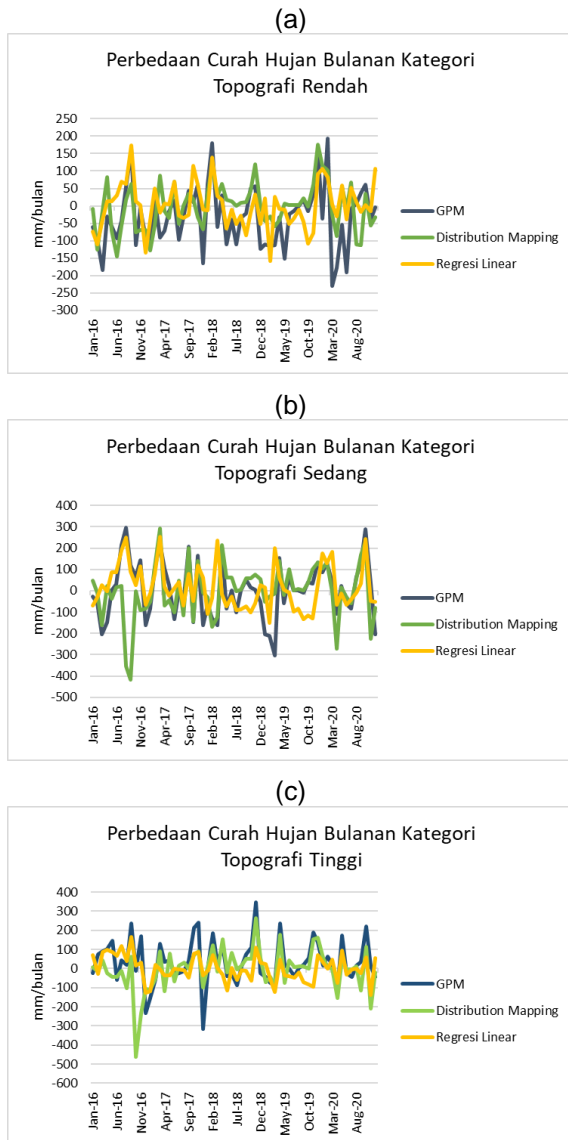 (a)
Perbedaan Curah Hujan Bulanan Kategori
Topografi Rendah
mm/bulan
250
200
150
100
50
0
-50
-100
-150
-200
-250
-300
Jan-16
Jun-16
Nov-16
Apr-17
Sep-17
Feb-18
Jul-18
Dec-18
May-19
Oct-19
Mar-20
Aug-20
GPM
Distribution Mapping
Regresi Linear
(b)
Perbedaan Curah Hujan Bulanan Kategori
Topografi Sedang
mm/bulan
400
300
200
100
0
-100
-200
-300
-400
-500
Jan-16
Jun-16
Nov-16
Apr-17
Sep-17
Feb-18
Jul-18
Dec-18
May-19
Oct-19
Mar-20
Aug-20
GPM
Distribution Mapping
Regresi Linear
(c)
Perbedaan Curah Hujan Bulanan Kategori
Topografi Tinggi
mm/bulan
400
300
200
100
0
-100
-200
-300
-400
-500
-600
Jan-16
Jun-16
Nov-16
Apr-17
Sep-17
Feb-18
Jul-18
Dec-18
May-19
Oct-19
Mar-20
Aug-20
GPM
Distribution Mapping
Regresi Linear